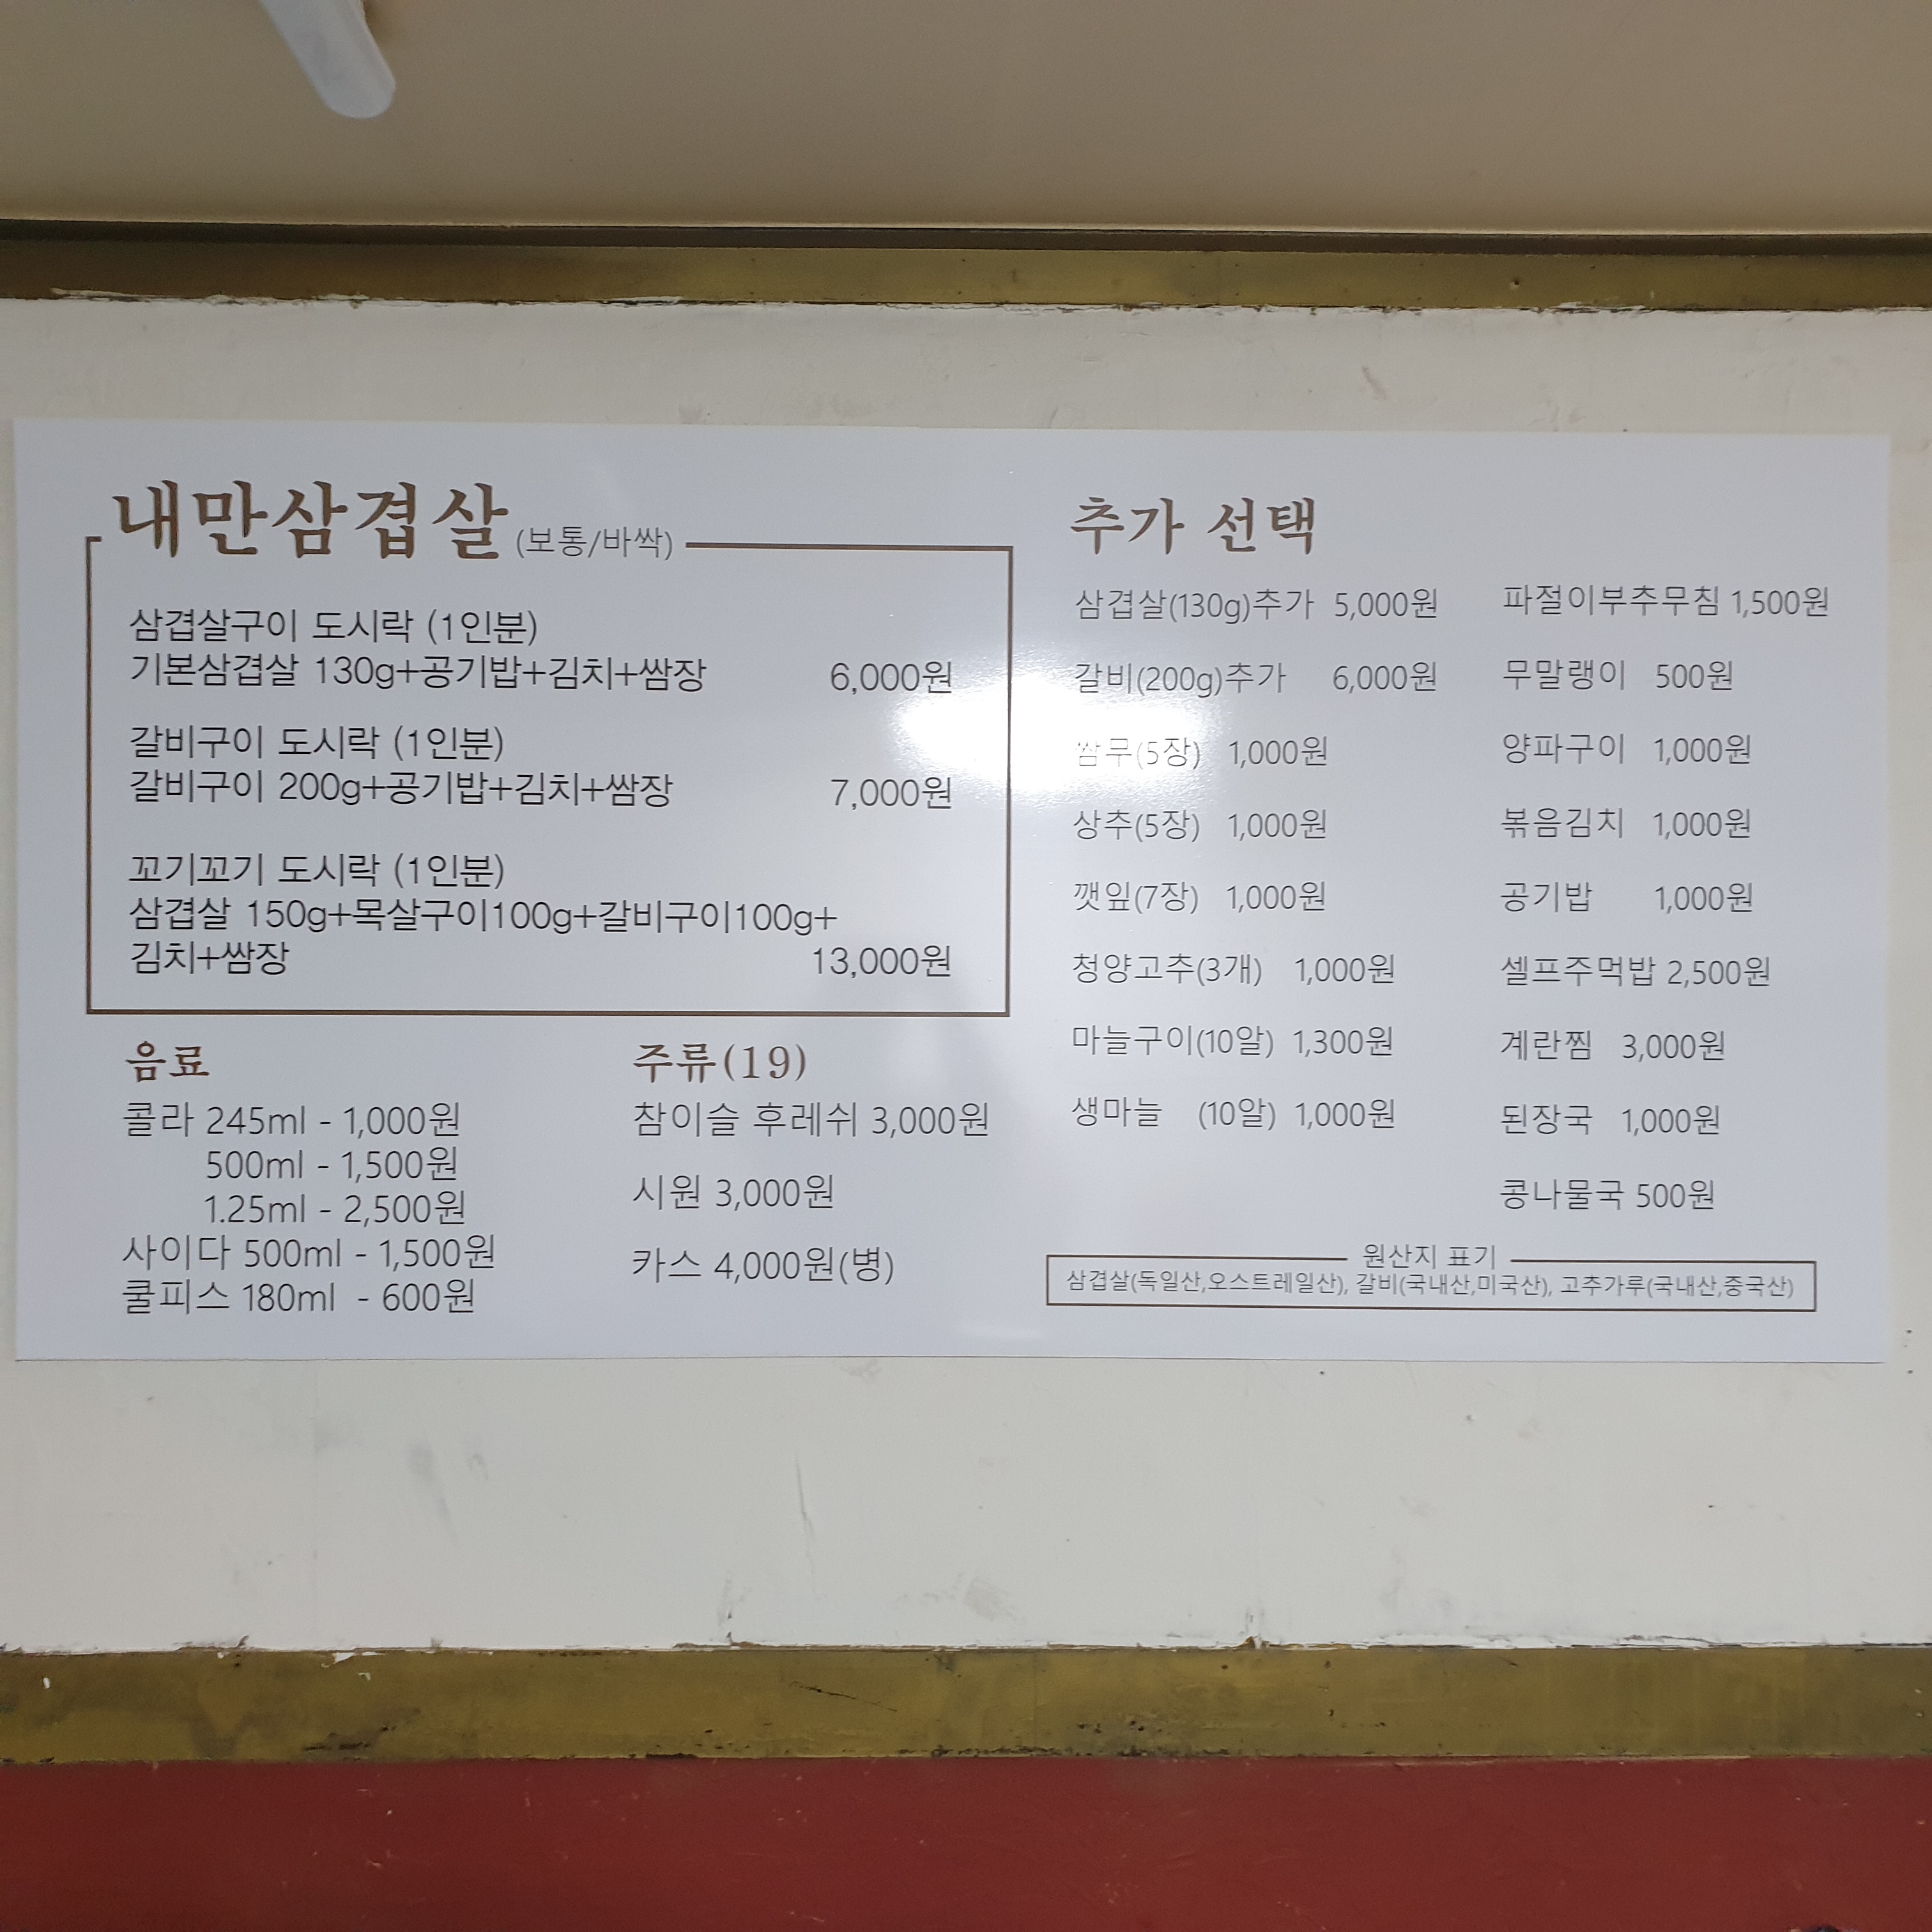 내만삼겹살 (보통/바싹)
삼겹살구이 도시락 (1인분)
기본삼겹살 130g+공기밥+김치+쌈장 6,000원
갈비구이 도시락 (1인분)
갈비구이 200g+공기밥+김치+쌈장 7,000원
꼬기꼬기 도시락 (1인분)
삼겹살 150g+목살구이100g+갈비구이100g+
김치+쌈장 13,000원
음료
콜라 245ml - 1,000원
500ml - 1,500원
1.25ml - 2,500원
사이다 500ml - 1,500원
쿨피스 180ml - 600원
주류(19)
참이슬 후레쉬 3,000원
시원 3,000원
카스 4,000원(병)
추가 선택
삼겹살(130g)추가 5,000원
갈비(200g)추가 6,000원
쌈무(5장) 1,000원
상추(5장) 1,000원
깻잎(7장) 1,000원
청양고추(3개) 1,000원
마늘구이(10알) 1,300원
생마늘 (10알) 1,000원
파절이부추무침 1,500원
무말랭이 500원
양파구이 1,000원
볶음김치 1,000원
공기밥 1,000원
셀프주먹밥 2,500원
계란찜 3,000원
된장국 1,000원
콩나물국 500원
원산지 표기
삼겹살(독일산,오스트레일산), 갈비(국내산,미국산), 고추가루(국내산,중국산)